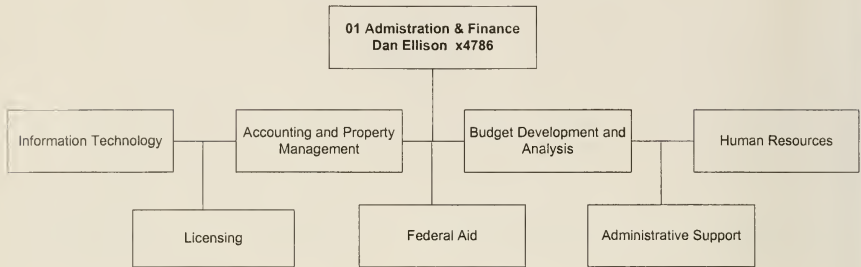 01 Admistration & Finance
Dan Ellison x4786
Information Technology
Accounting and Property
Management
Budget Development and
Analysis
Human Resources
Licensing
Federal Aid
Administrative Support